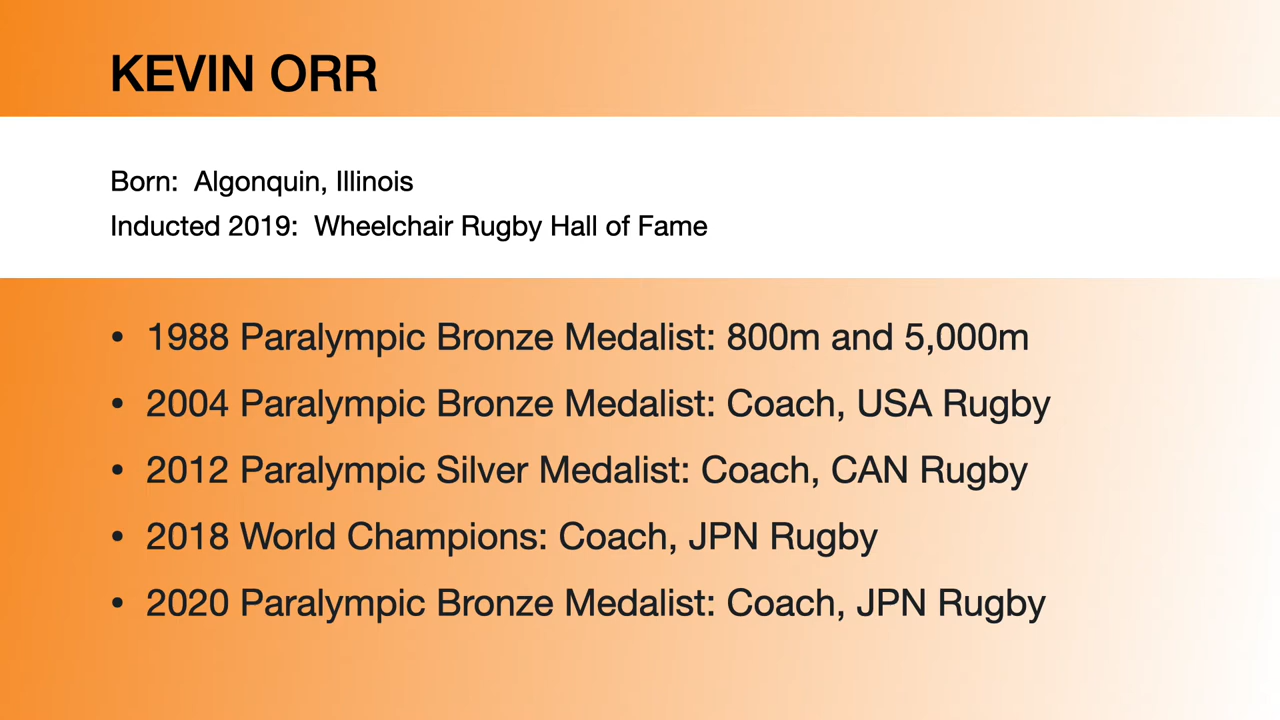 KEVIN ORR
Born: Algonquin, Illinois
Inducted 2019: Wheelchair Rugby Hall of Fame
• 1988 Paralympic Bronze Medalist: 800m and 5,000m
• 2004 Paralympic Bronze Medalist: Coach, USA Rugby
• 2012 Paralympic Silver Medalist: Coach, CAN Rugby
• 2018 World Champions: Coach, JPN Rugby
• 2020 Paralympic Bronze Medalist: Coach, JPN Rugby